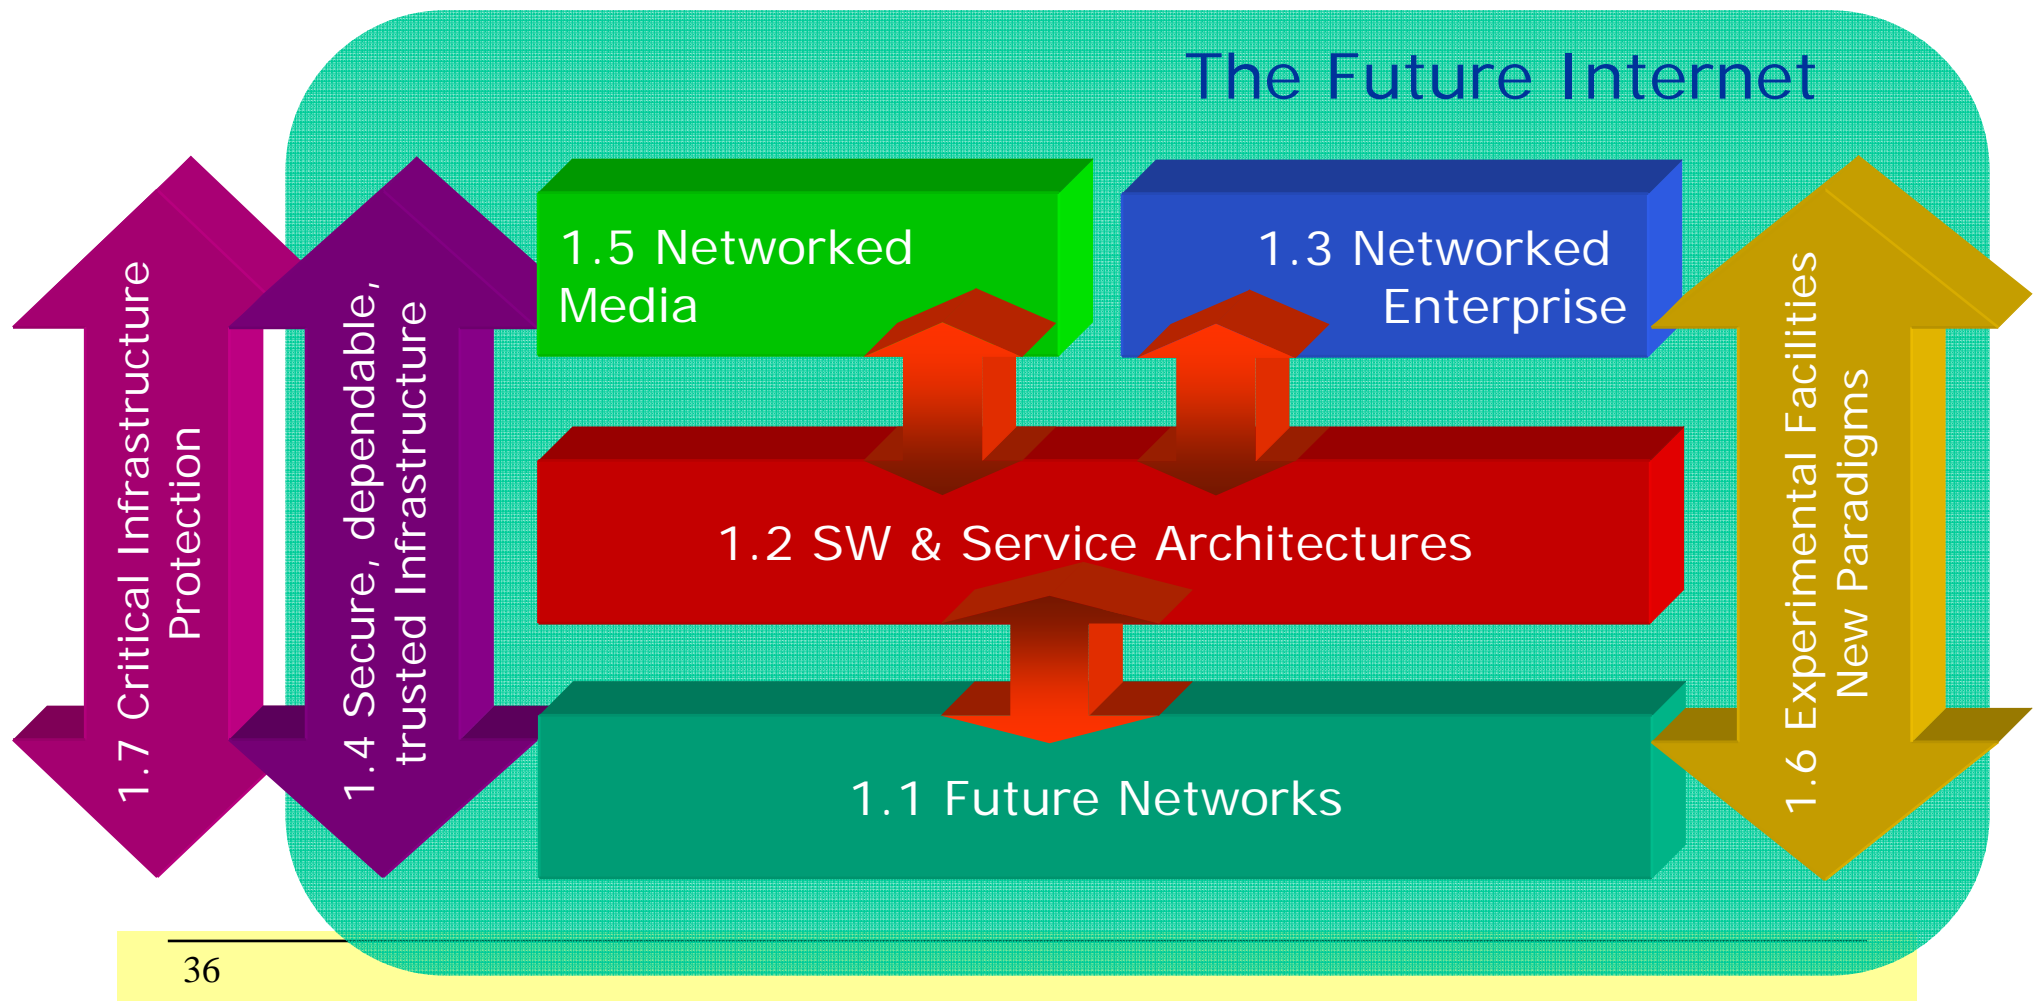 The Future Internet
1.7 Critical Infrastructure
Protection
1.4 Secure, dependable,
trusted Infrastructure
1.5 Networked
Media
1.3 Networked
Enterprise
1.2 SW & Service Architectures
1.1 Future Networks
1.6 Experimental Facilities
New Paradigms
36